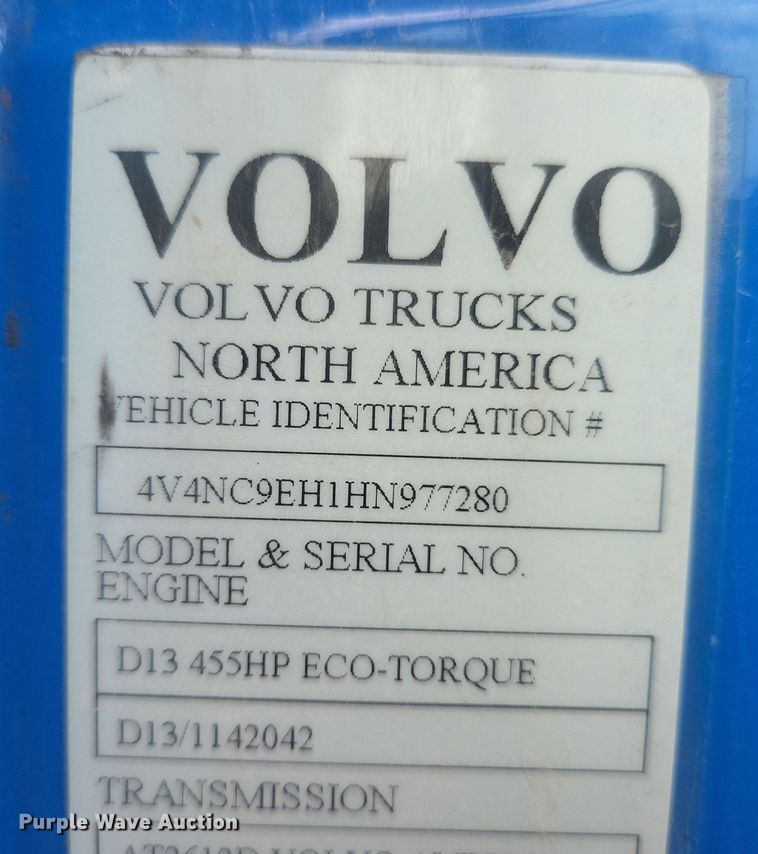 VOLVO
VOLVO TRUCKS
NORTH AMERICA
VEHICLE IDENTIFICATION #
4V4NC9EH1HN977280
MODEL & SERIAL NO.
ENGINE
D13 455HP ECO-TORQUE
D13/1142042
TRANSMISSION
Purple Wave Auction